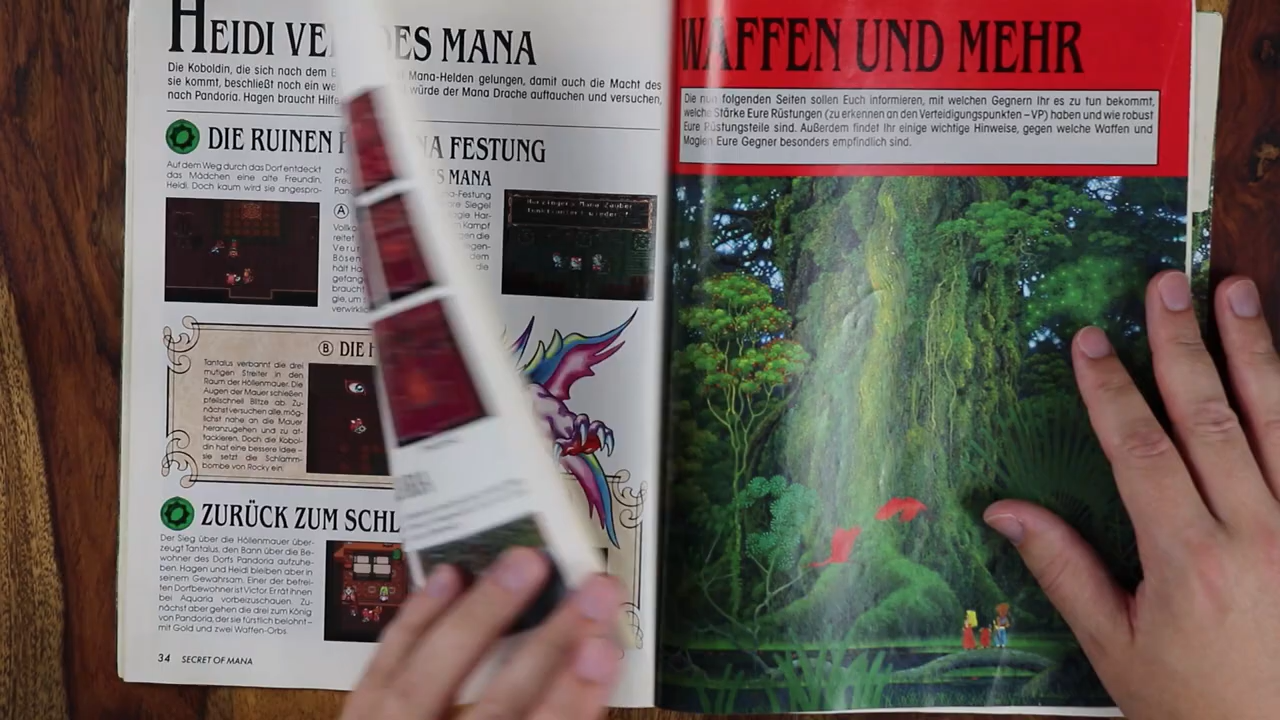 HEIDI VE DES MANA
Die Koboldin, die sich nach dem Mana-Helden gelungen, damit auch die Macht des
sie kommt, beschließt noch ein würde der Mana Drache auftauchen und versuchen,
nach Pandoria. Hagen braucht Hilfe
DIE RUINEN NA FESTUNG
Auf dem Weg durch das Dorf entdeckt
das Mädchen eine alte Freundin,
Heidi. Doch kaum wird sie angespro-
A
ES MANA
B DIE H
Tantalus verbannt die drei
mutigen Streiter in den
Raum der Höllenmauer. Die
Augen der Mauer schießen
pfeilschnell Blitze ab. Zu-
nächst versuchen alle, mög-
lichst nahe an die Mauer
heranzugehen und zu at-
tackieren. Doch die Kobol-
din hat eine bessere Idee –
sie setzt die Schlamm-
bombe von Rocky ein.
ZURÜCK ZUM SCHL
Der Sieg über die Höllenmauer über-
zeugt Tantalus, den Bann über die Be-
wohner des Dorfs Pandoria aufzuhe-
ben. Hagen und Heidi bleiben aber in
seinem Gewahrsam. Einer der befrei-
ten Dorfbewohner ist Victor. Er rät ihnen
bei Aquaria vorbeizuschauen. Zu-
nächst aber gehen die drei zum König
von Pandoria, der sie fürstlich belohnt –
mit Gold und zwei Waffen-Orbs.
34 SECRET OF MANA
WAFFEN UND MEHR
Die nun folgenden Seiten sollen Euch informieren, mit welchen Gegnern Ihr es zu tun bekommt,
welche Stärke Eure Rüstungen (zu erkennen an den Verteidigungspunkten – VP) haben und wie robust
Eure Rüstungsteile sind. Außerdem findet Ihr einige wichtige Hinweise, gegen welche Waffen und
Magien Eure Gegner besonders empfindlich sind.